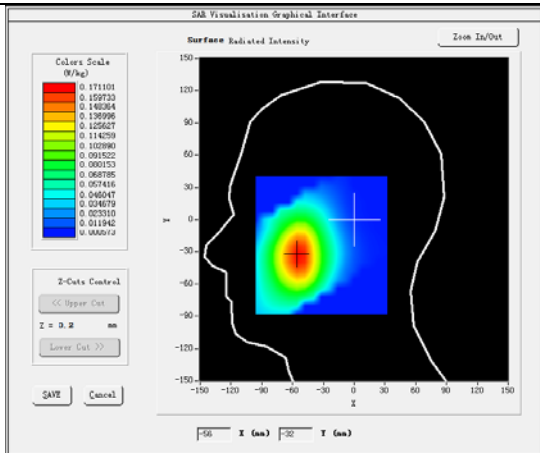 SAR Visualisation Graphical Interface
Surface Radiated Intensity
Zoom In/Out
Colors Scale
(W/kg)
0.171101
0.159733
0.148364
0.136996
0.125627
0.114259
0.102890
0.091522
0.080153
0.068785
0.057416
0.046047
0.034679
0.023310
0.011942
0.000573
Z-Cuts Control
<< Upper Cut
Z = 0.2 mm
Lower Cut >>
SAVE
Cancel
150
120
90
60
30
0
-30
-60
-90
-120
-150
Y
-150 -120 -90 -60 -30 0 30 60 90 120 150
X
-56 X (mm) -32 Y (mm)